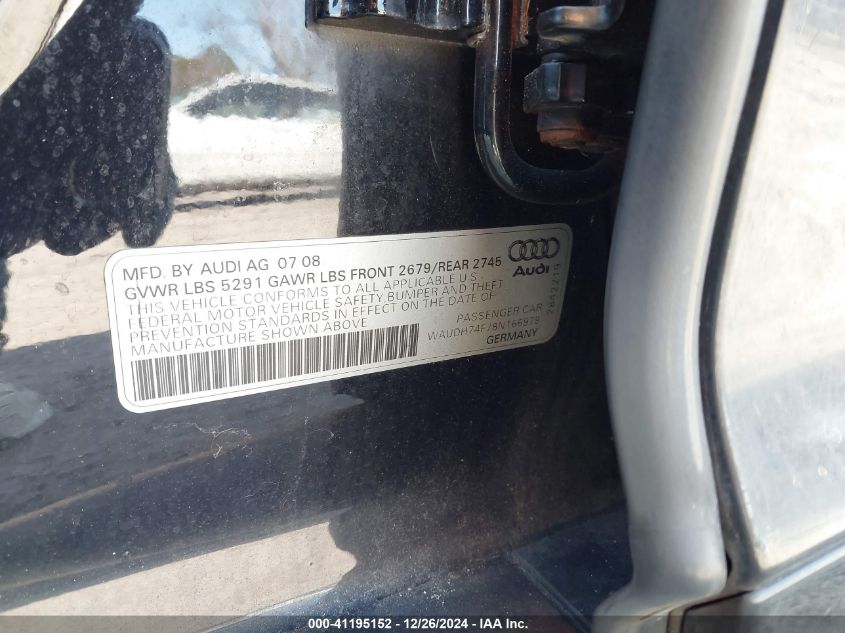 MFD. BY AUDI AG 07 08
GVWR LBS 5291 GAWR LBS FRONT 2679/REAR 2745
THIS VEHICLE CONFORMS TO ALL APPLICABLE U.S.
FEDERAL MOTOR VEHICLE SAFETY BUMPER AND THEFT
PREVENTION STANDARDS IN EFFECT ON THE DATE OF
MANUFACTURE SHOWN ABOVE
Audi
PASSENGER CAR
WAUDH74F78N166979
GERMANY
000-41195152 - 12/26/2024 - IAA Inc.